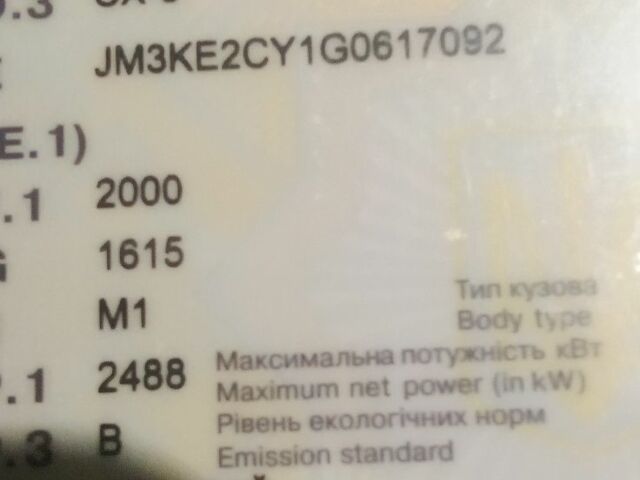 .3
JM3KE2CY1G0617092
E.1)
.1 2000
1615
M1
Тип кузова
Body type
.1 2488
Максимальна потужність кВт
Maximum net power (in kW)
.3 B
Рівень екологічних норм
Emission standard